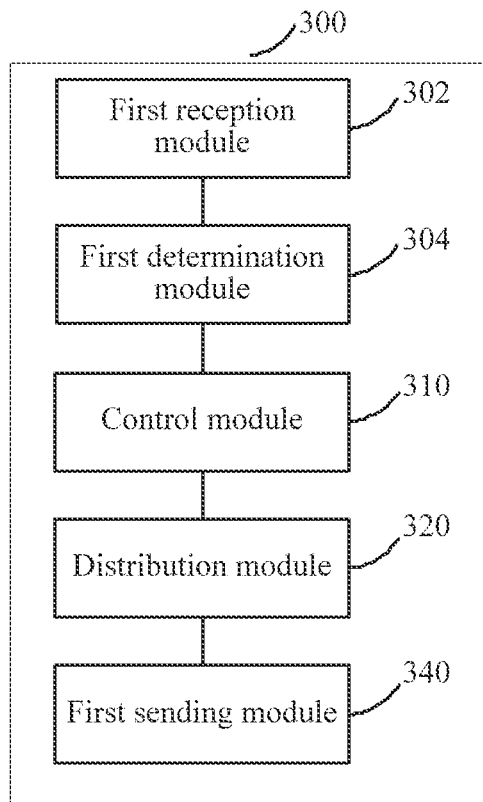 300
First reception
module
302
First determination
module
304
Control module
310
Distribution module
320
First sending module
340